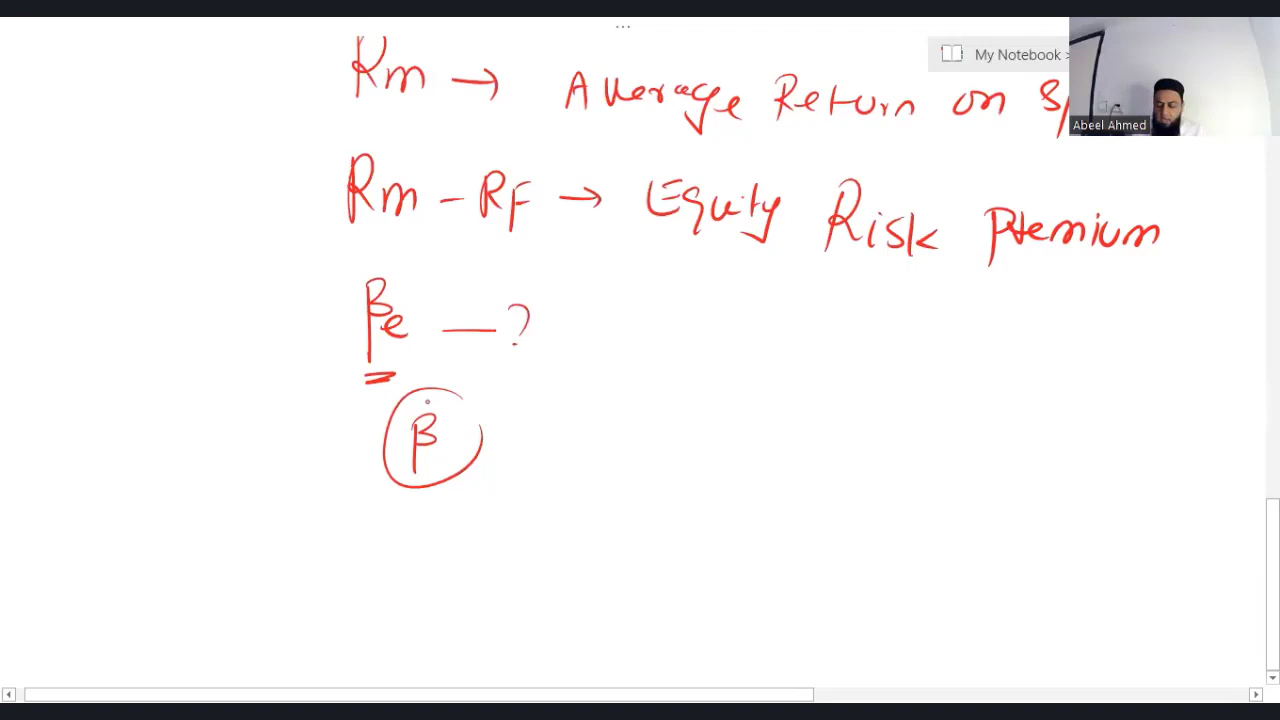 My Notebook >
Rm → Average Return on
Abeel Ahmed
Rm - RF → Equity Risk Premium
βe — ?
β